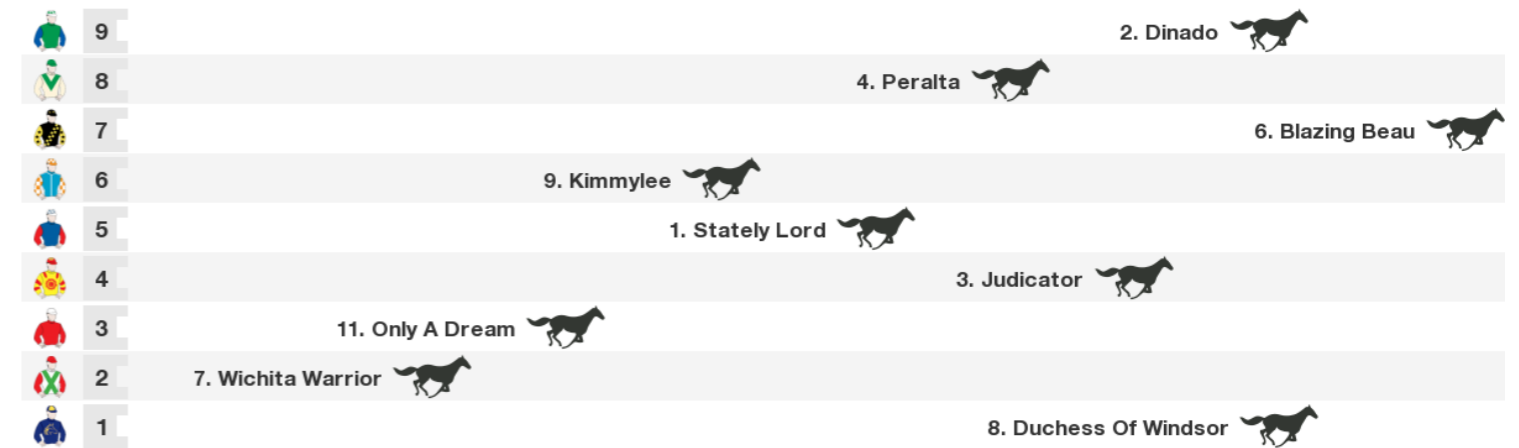 9 2. Dinado
8 4. Peralta
7 6. Blazing Beau
6 9. Kimmylee
5 1. Stately Lord
4 3. Judicator
3 11. Only A Dream
2 7. Wichita Warrior
1 8. Duchess Of Windsor